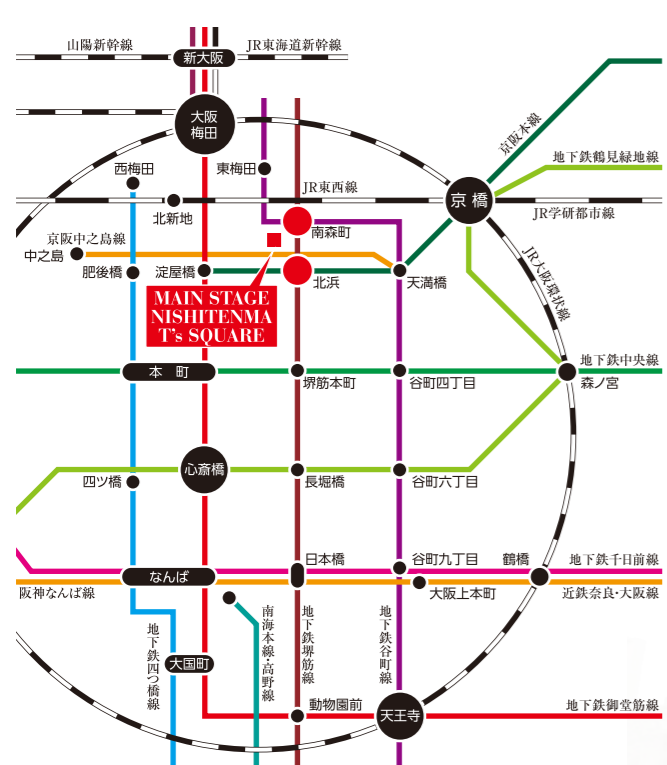 山陽新幹線
JR東海道新幹線
新大阪
大阪
梅田
京阪本線
地下鉄鶴見緑地線
西梅田
東梅田
JR東西線
京橋
北新地
JR学研都市線
南森町
京阪中之島線
中之島
肥後橋
淀屋橋
北浜
天満橋
JR大阪環状線
MAIN STAGE
NISHITENMA
T's SQUARE
地下鉄中央線
本町
堺筋本町
谷町四丁目
森ノ宮
心斎橋
四ツ橋
長堀橋
谷町六丁目
日本橋
谷町九丁目
鶴橋
地下鉄千日前線
なんば
阪神なんば線
大阪上本町
近鉄奈良・大阪線
地下鉄四つ橋線
大国町
南海本線・高野線
地下鉄堺筋線
地下鉄谷町線
動物園前
天王寺
地下鉄御堂筋線